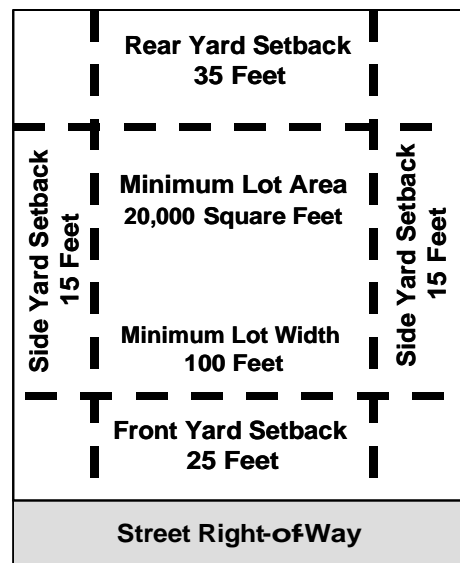 Rear Yard Setback
35 Feet
Side Yard Setback
15 Feet
Minimum Lot Area
20,000 Square Feet
Minimum Lot Width
100 Feet
Side Yard Setback
15 Feet
Front Yard Setback
25 Feet
Street Right-of-Way